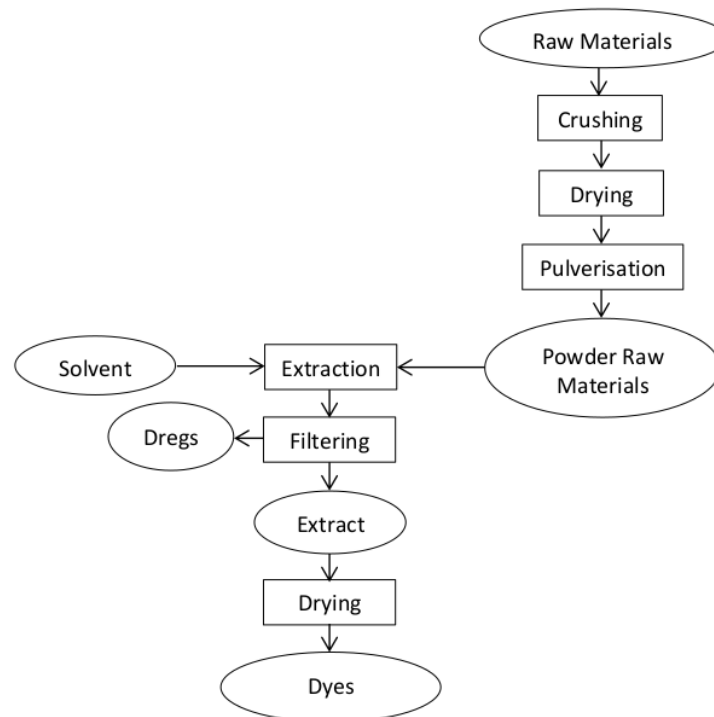 Raw Materials
Crushing
Drying
Pulverisation
Powder Raw
Materials
Solvent
Extraction
Dregs
Filtering
Extract
Drying
Dyes